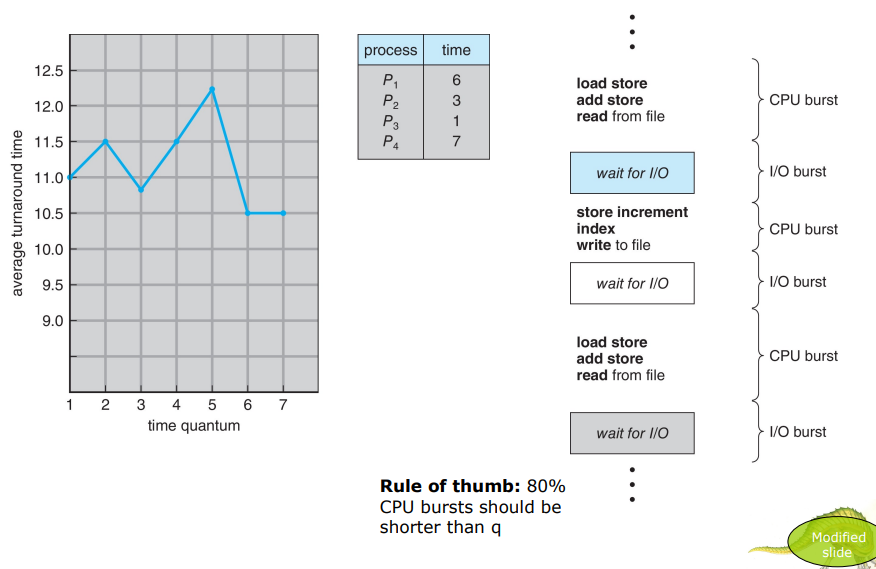 average turnaround time
12.5
12.0
11.5
11.0
10.5
10.0
9.5
9.0
1 2 3 4 5 6 7
time quantum
process time
P1 6
P2 3
P3 1
P4 7
load store
add store
read from file
CPU burst
wait for I/O
I/O burst
store increment
index
write to file
CPU burst
wait for I/O
I/O burst
load store
add store
read from file
CPU burst
wait for I/O
I/O burst
Rule of thumb: 80%
CPU bursts should be
shorter than q
Modified
slide